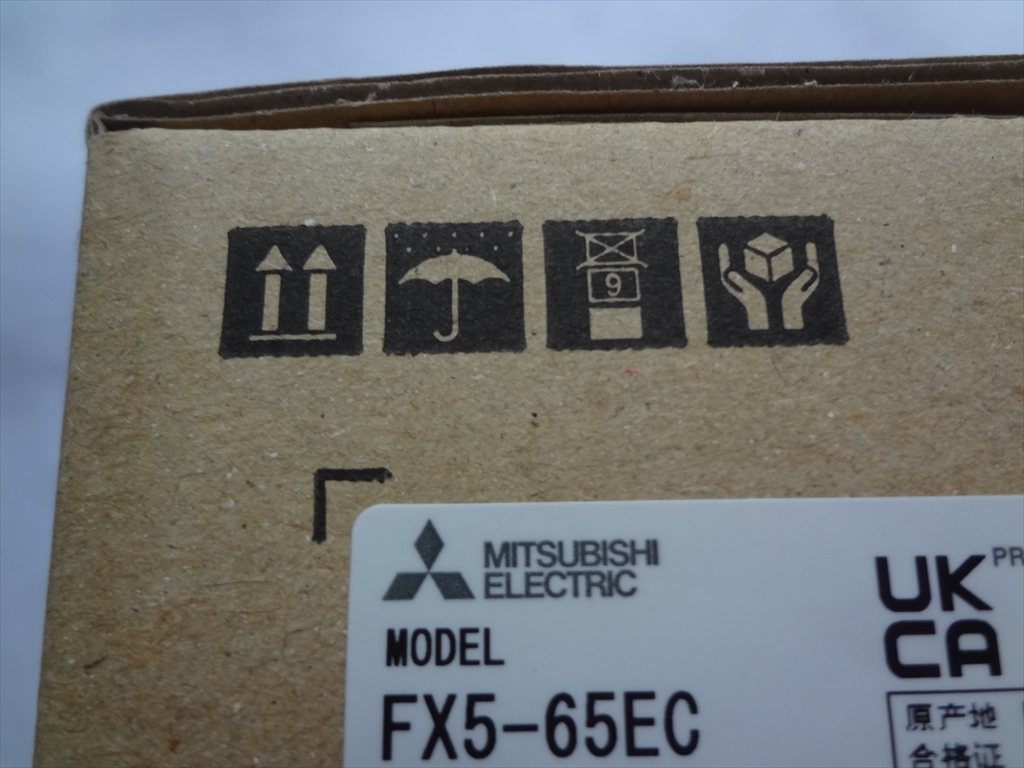 9
MITSUBISHI
ELECTRIC
MODEL
FX5-65EC
UK
CA
原产地
合格证